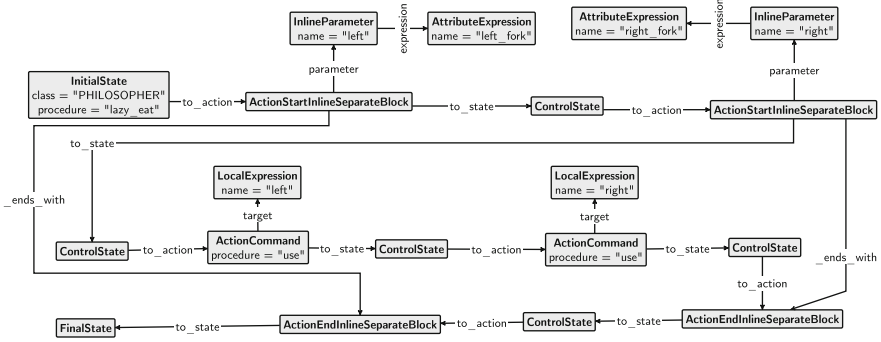 InlineParameter
name = "left"
expression
AttributeExpression
name = "left_fork"
AttributeExpression
name = "right_fork"
expression
InlineParameter
name = "right"
parameter
parameter
InitialState
class = "PHILOSOPHER"
procedure = "lazy_eat"
to_action
ActionStartInlineSeparateBlock
to_state
ControlState
to_action
ActionStartInlineSeparateBlock
to_state
_ends_with
LocalExpression
name = "left"
LocalExpression
name = "right"
target
target
ControlState
to_action
ActionCommand
procedure = "use"
to_state
ControlState
to_action
ActionCommand
procedure = "use"
to_state
ControlState
_ends_with
to_action
FinalState
to_state
ActionEndInlineSeparateBlock
to_action
ControlState
to_state
ActionEndInlineSeparateBlock